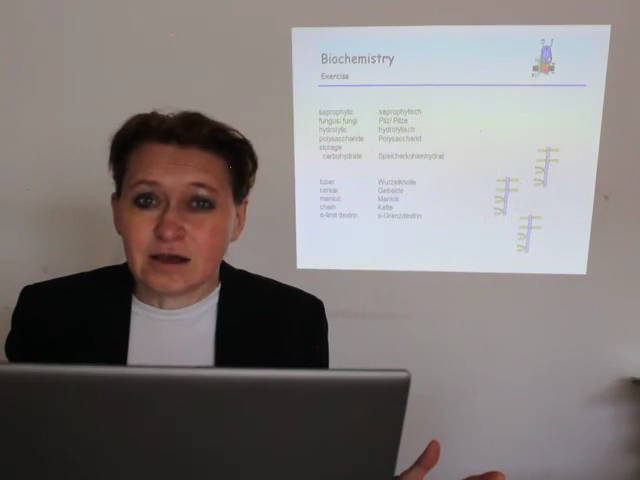 Biochemistry
Exercise
saprophytic saprophytisch
fungus/ fungi Pilz/ Pilze
hydrolytic hydrolytisch
polysaccharide Polysaccharid
storage
carbohydrate Speicherkohlenhydrat
tuber Wurzelknolle
cereal Getreide
manioc Maniok
chain Kette
α-limit dextrin α-Grenzdextrin